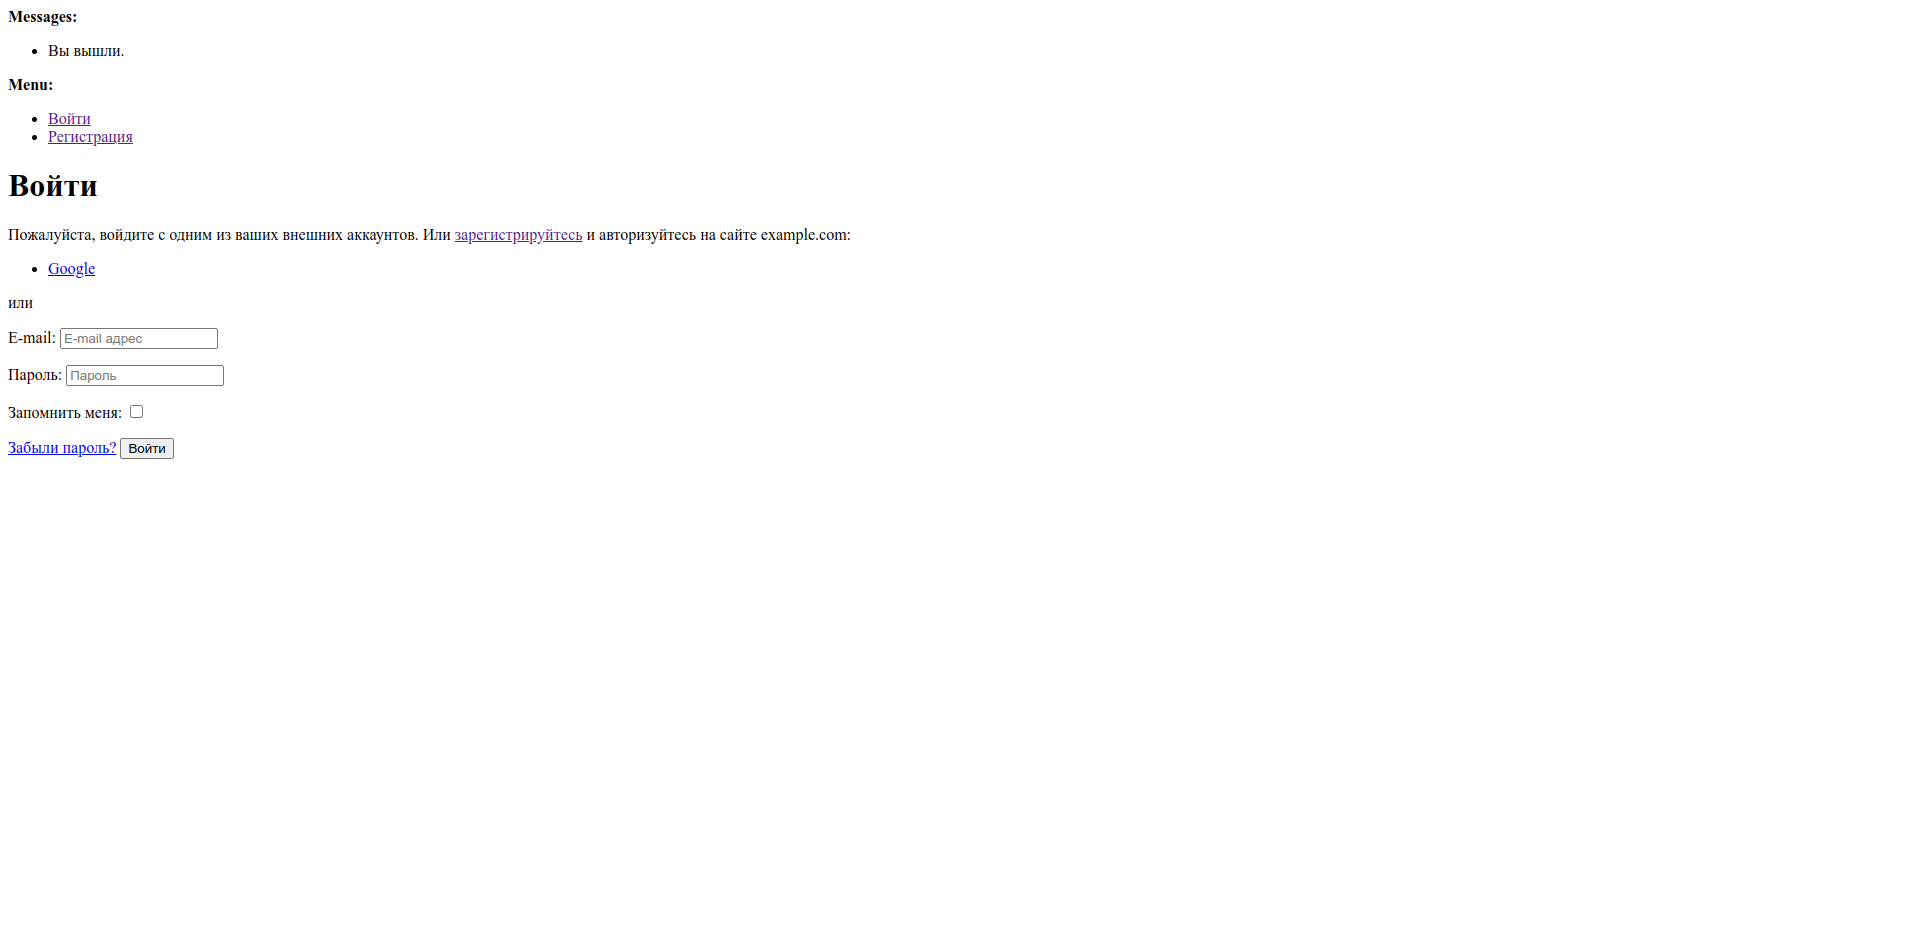 Messages:
Вы вышли.
Menu:
Войти
Регистрация
Войти
Пожалуйста, войдите с одним из ваших внешних аккаунтов. Или зарегистрируйтесь и авторизуйтесь на сайте example.com:
Google
или
E-mail: E-mail адрес
Пароль: Пароль
Запомнить меня:
Забыли пароль? Войти